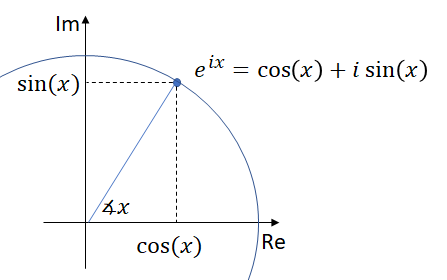 Im
e^{ix} = cos(x) + i sin(x)
sin(x)
∡x
cos(x)
Re